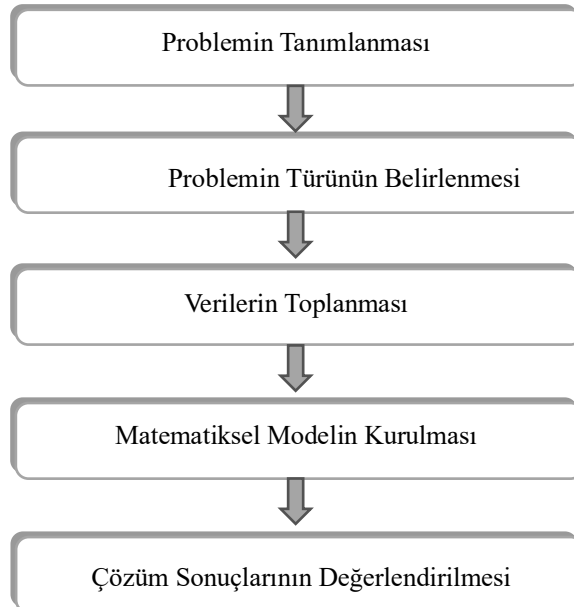 Problemin Tanımlanması
Problemin Türünün Belirlenmesi
Verilerin Toplanması
Matematiksel Modelin Kurulması
Çözüm Sonuçlarının Değerlendirilmesi